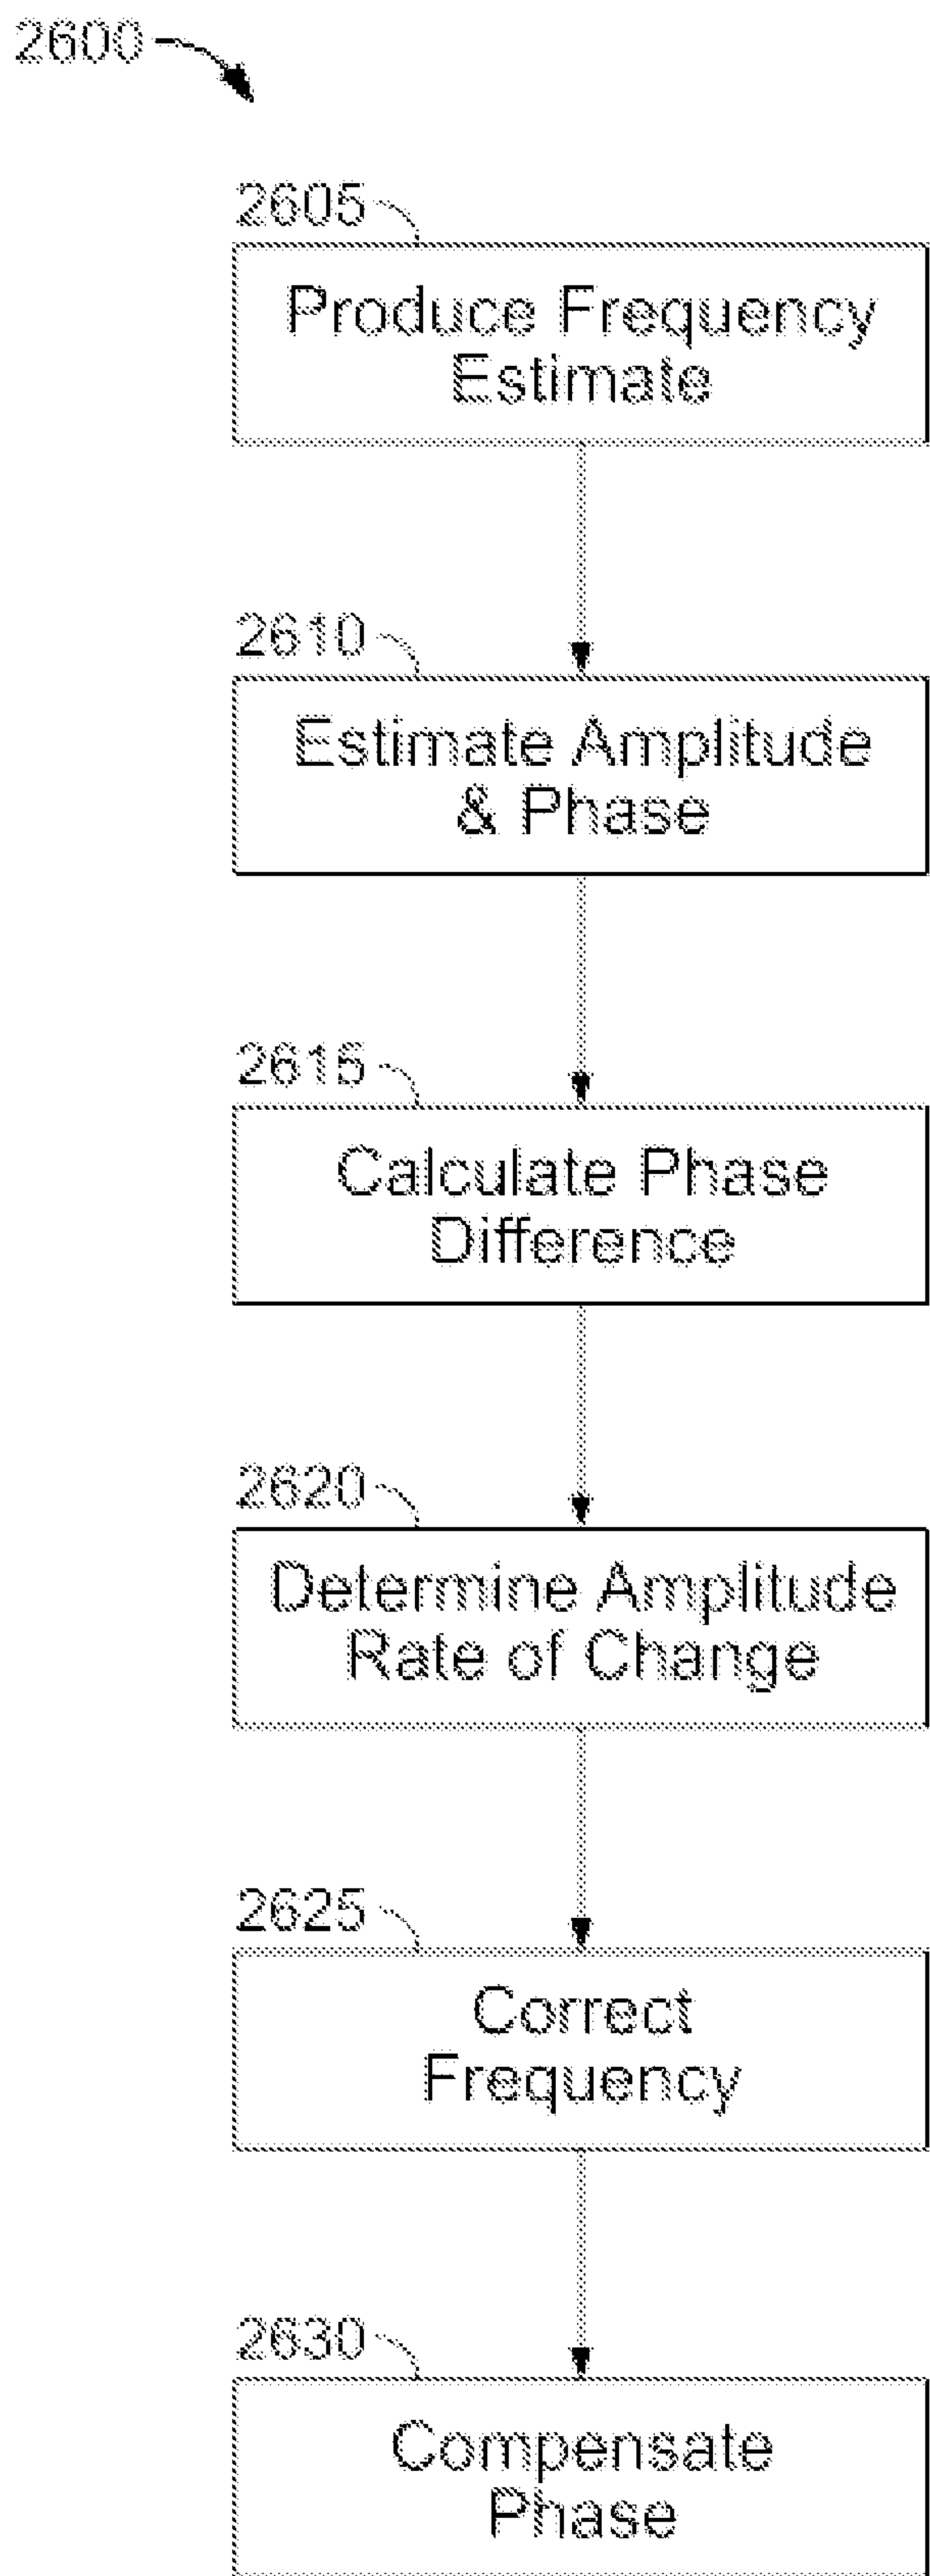 2600
2605
Produce Frequency
Estimate
2610
Estimate Amplitude
& Phase
2615
Calculate Phase
Difference
2620
Determine Amplitude
Rate of Change
2625
Correct
Frequency
2630
Compensate
Phase